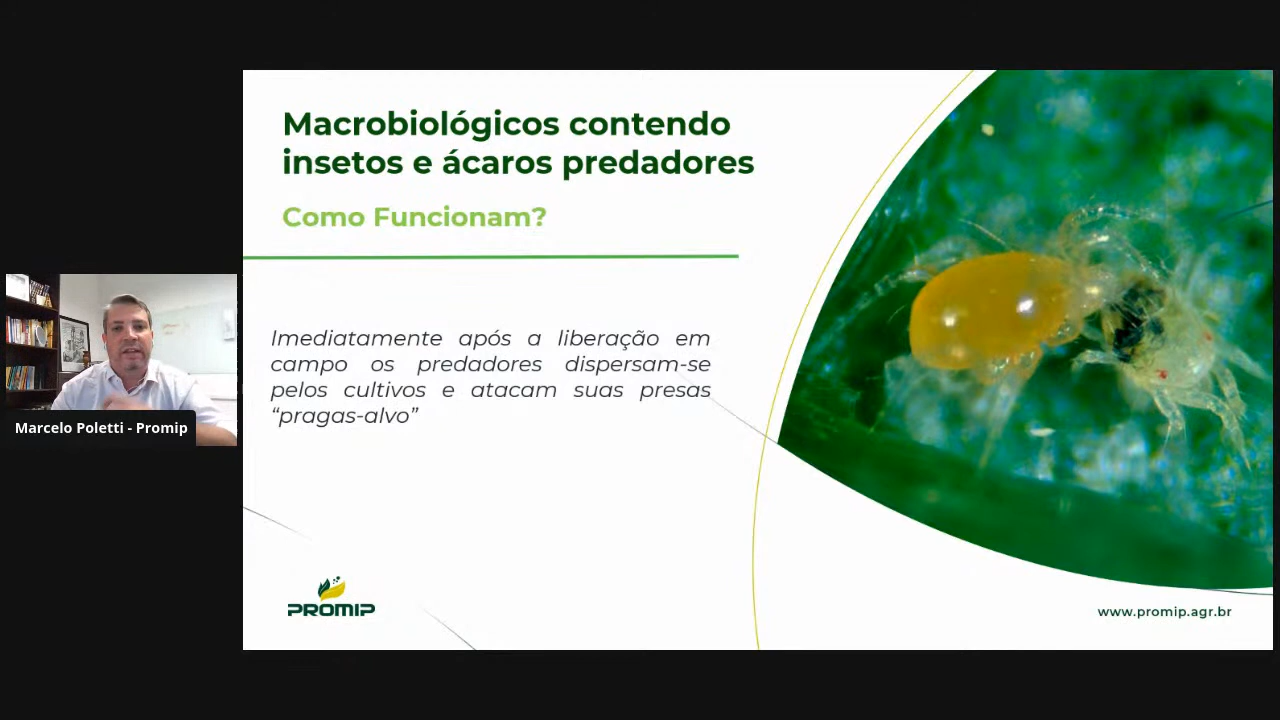 Macrobiológicos contendo
insetos e ácaros predadores
Como Funcionam?
Imediatamente após a liberação em
campo os predadores dispersam-se
pelos cultivos e atacam suas presas
“pragas-alvo”
Marcelo Poletti - Promip
PROMIP
www.promip.agr.br